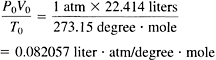 P₀V₀/T₀ = 1 atm × 22.414 liters/273.15 degree · mole
= 0.082057 liter · atm/degree · mole